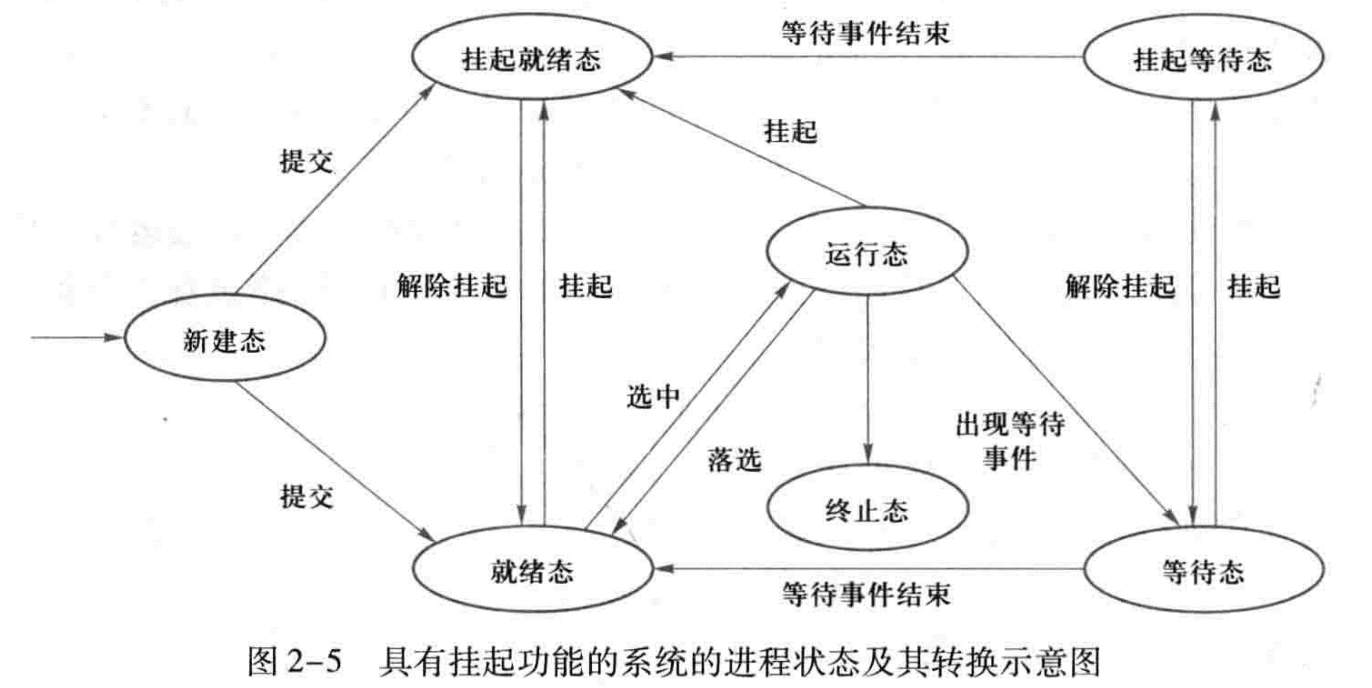 等待事件结束
挂起就绪态
挂起等待态
挂起
提交
运行态
解除挂起
挂起
解除挂起
挂起
新建态
选中
出现等待
事件
落选
提交
终止态
就绪态
等待态
等待事件结束
图 2-5 具有挂起功能的系统的进程状态及其转换示意图